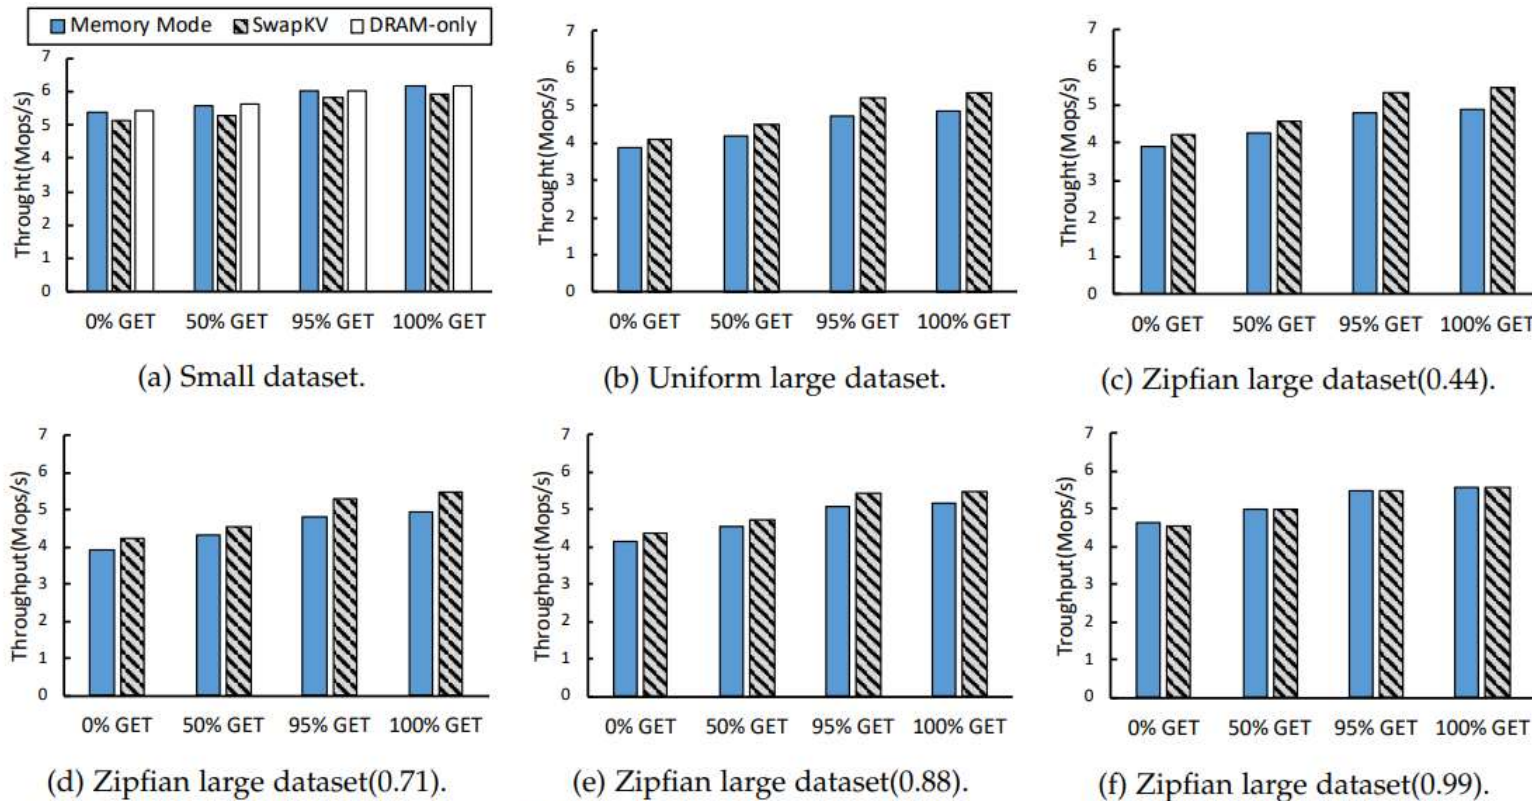 Memory Mode SwapKV DRAM-only
Throught(Mops/s)
7
6
5
4
3
2
1
0
0% GET 50% GET 95% GET 100% GET
(a) Small dataset.
Throught(Mops/s)
7
6
5
4
3
2
1
0
0% GET 50% GET 95% GET 100% GET
(b) Uniform large dataset.
Throught(Mops/s)
7
6
5
4
3
2
1
0
0% GET 50% GET 95% GET 100% GET
(c) Zipfian large dataset(0.44).
Throughput(Mops/s)
7
6
5
4
3
2
1
0
0% GET 50% GET 95% GET 100% GET
(d) Zipfian large dataset(0.71).
Throughput(Mops/s)
7
6
5
4
3
2
1
0
0% GET 50% GET 95% GET 100% GET
(e) Zipfian large dataset(0.88).
Troughput(Mops/s)
7
6
5
4
3
2
1
0
0% GET 50% GET 95% GET 100% GET
(f) Zipfian large dataset(0.99).